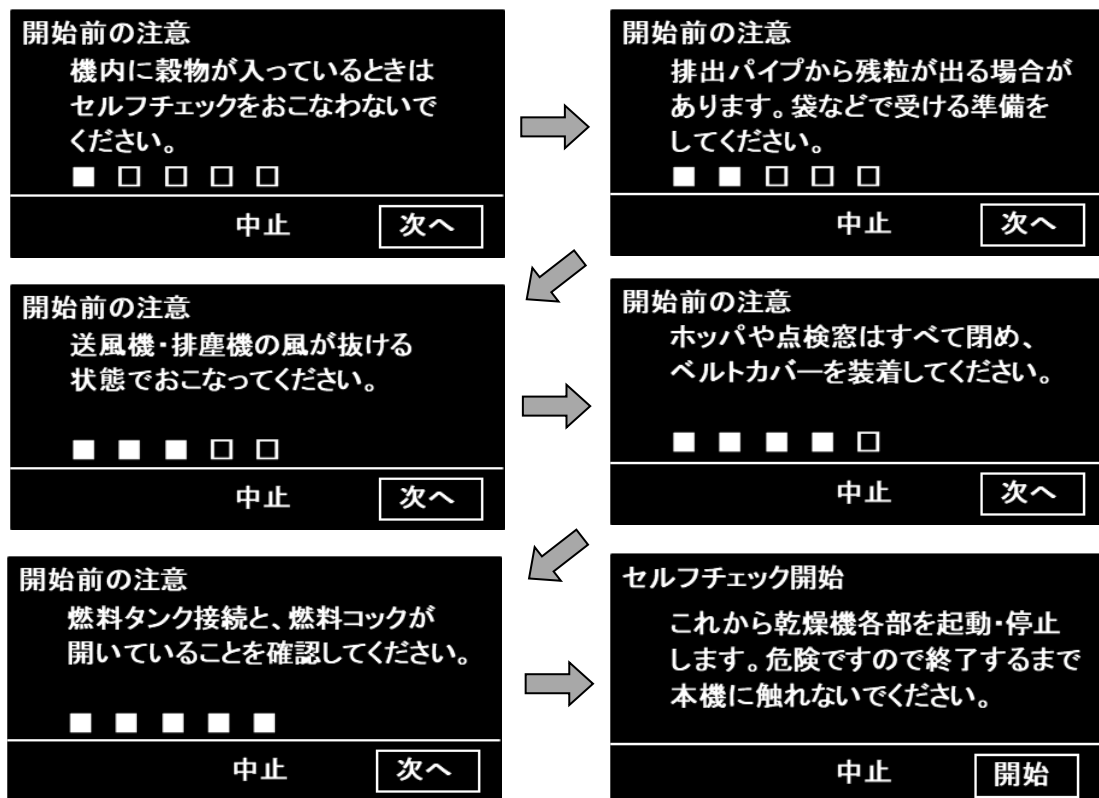 開始前の注意
機内に穀物が入っているときは
セルフチェックをおこなわないで
ください。
中止 次へ
開始前の注意
排出パイプから残粒が出る場合が
あります。袋などで受ける準備を
してください。
中止 次へ
開始前の注意
送風機・排塵機の風が抜ける
状態でおこなってください。
中止 次へ
開始前の注意
ホッパや点検窓はすべて閉め、
ベルトカバーを装着してください。
中止 次へ
開始前の注意
燃料タンク接続と、燃料コックが
開いていることを確認してください。
中止 次へ
セルフチェック開始
これから乾燥機各部を起動・停止
します。危険ですので終了するまで
本機に触れないでください。
中止 開始